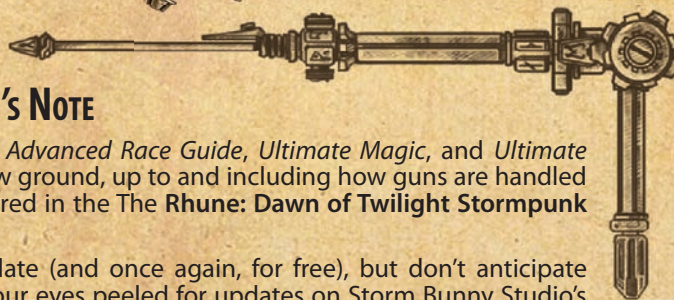 's Note
Advanced Race Guide, Ultimate Magic, and Ultimate
w ground, up to and including how guns are handled
red in the The Rhune: Dawn of Twilight Stormpunk
late (and once again, for free), but don't anticipate
our eyes peeled for updates on Storm Bunny Studio's